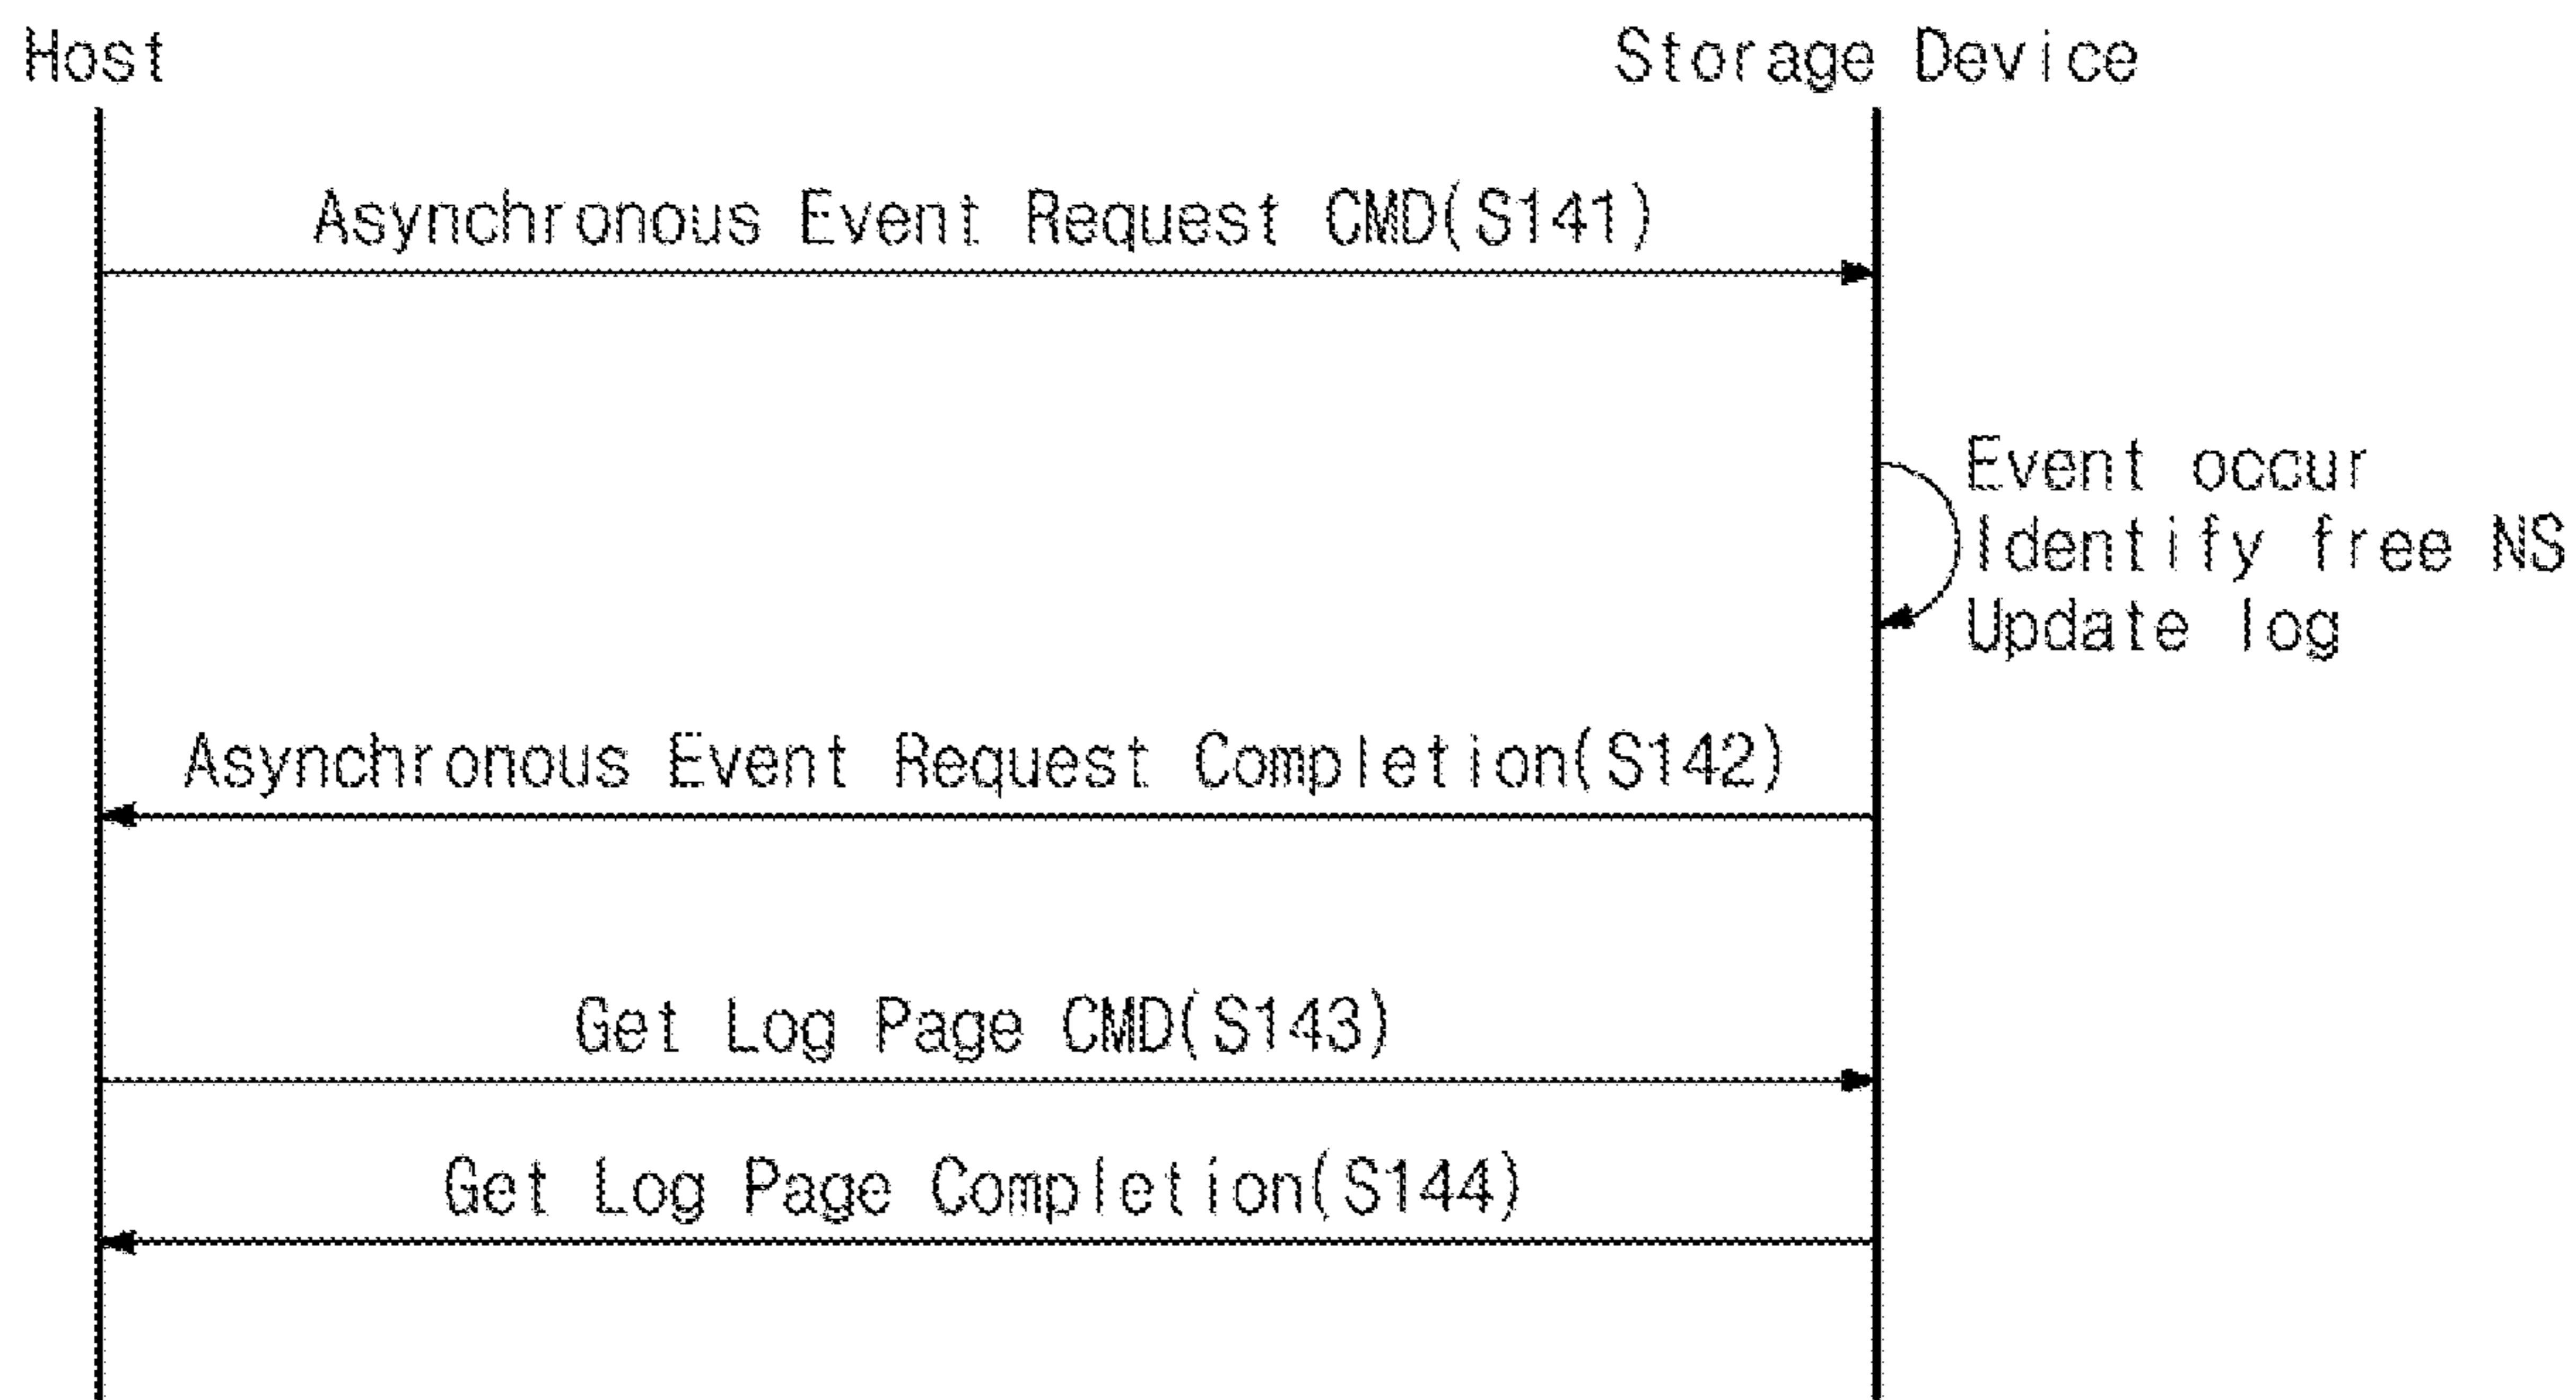 Host
Storage Device
Asynchronous Event Request CMD(S141)
Event occur
Identify free NS
Update log
Asynchronous Event Request Completion(S142)
Get Log Page CMD(S143)
Get Log Page Completion(S144)